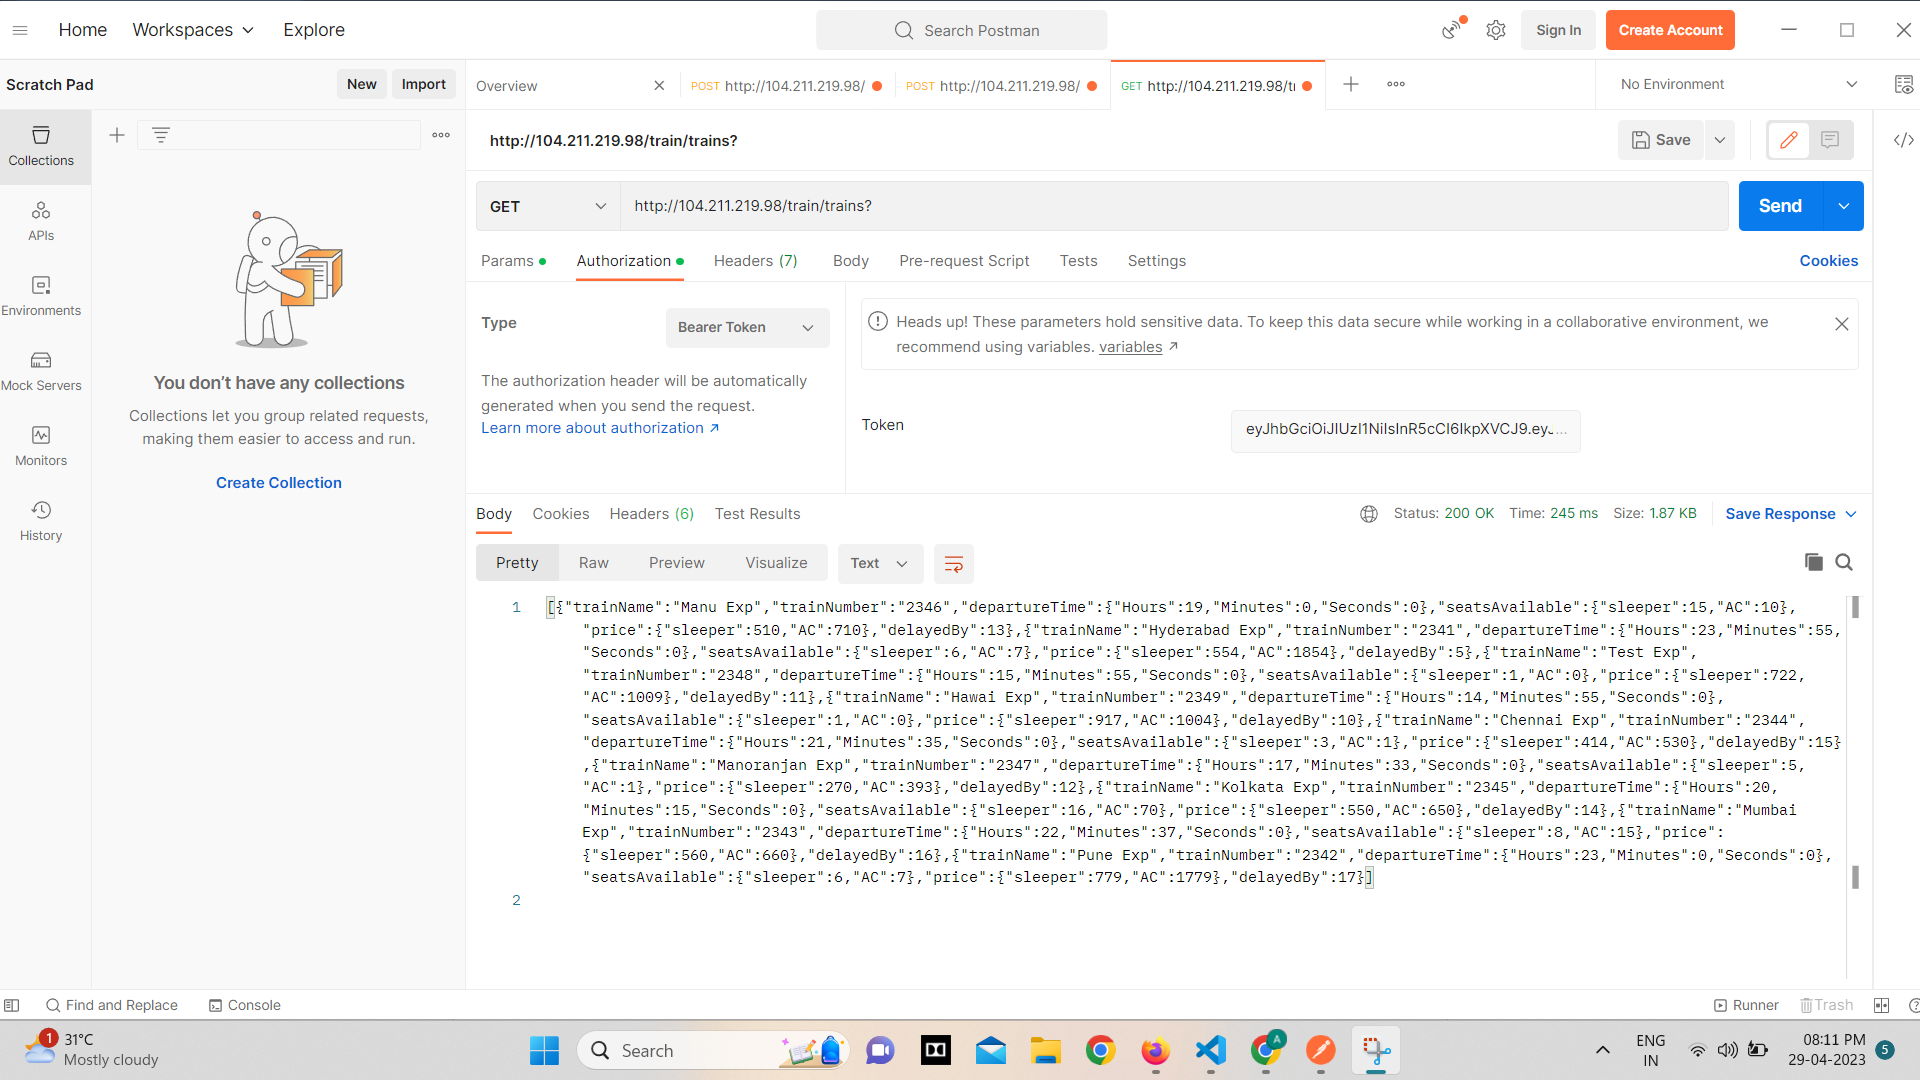 Home
Workspaces
Explore
Search Postman
Sign In
Create Account
Scratch Pad
New
Import
Overview
POST http://104.211.219.98/
POST http://104.211.219.98/
GET http://104.211.219.98/tr
No Environment
Collections
APIs
Environments
Mock Servers
Monitors
History
You don't have any collections
Collections let you group related requests,
making them easier to access and run.
Create Collection
http://104.211.219.98/train/trains?
Save
GET
http://104.211.219.98/train/trains?
Send
Params
Authorization
Headers (7)
Body
Pre-request Script
Tests
Settings
Cookies
Type
Bearer Token
The authorization header will be automatically
generated when you send the request.
Learn more about authorization ↗
Heads up! These parameters hold sensitive data. To keep this data secure while working in a collaborative environment, we
recommend using variables. variables ↗
Token
eyJhbGciOiJIUzI1NiIsInR5cCI6IkpXVCJ9.eyJ...
Body
Cookies
Headers (6)
Test Results
Status: 200 OK
Time: 245 ms
Size: 1.87 KB
Save Response
Pretty
Raw
Preview
Visualize
Text
1
[{"trainName":"Manu Exp","trainNumber":"2346","departureTime":{"Hours":19,"Minutes":0,"Seconds":0},"seatsAvailable":{"sleeper":15,"AC":10},
"price":{"sleeper":510,"AC":710},"delayedBy":13},{"trainName":"Hyderabad Exp","trainNumber":"2341","departureTime":{"Hours":23,"Minutes":55,
"Seconds":0},"seatsAvailable":{"sleeper":6,"AC":7},"price":{"sleeper":554,"AC":1854},"delayedBy":5},{"trainName":"Test Exp",
"trainNumber":"2348","departureTime":{"Hours":15,"Minutes":55,"Seconds":0},"seatsAvailable":{"sleeper":1,"AC":0},"price":{"sleeper":722,
"AC":1009},"delayedBy":11},{"trainName":"Hawai Exp","trainNumber":"2349","departureTime":{"Hours":14,"Minutes":55,"Seconds":0},
"seatsAvailable":{"sleeper":1,"AC":0},"price":{"sleeper":917,"AC":1004},"delayedBy":10},{"trainName":"Chennai Exp","trainNumber":"2344",
"departureTime":{"Hours":21,"Minutes":35,"Seconds":0},"seatsAvailable":{"sleeper":3,"AC":1},"price":{"sleeper":414,"AC":530},"delayedBy":15}
,{"trainName":"Manoranjan Exp","trainNumber":"2347","departureTime":{"Hours":17,"Minutes":33,"Seconds":0},"seatsAvailable":{"sleeper":5,
"AC":1},"price":{"sleeper":270,"AC":393},"delayedBy":12},{"trainName":"Kolkata Exp","trainNumber":"2345","departureTime":{"Hours":20,
"Minutes":15,"Seconds":0},"seatsAvailable":{"sleeper":16,"AC":70},"price":{"sleeper":550,"AC":650},"delayedBy":14},{"trainName":"Mumbai
Exp","trainNumber":"2343","departureTime":{"Hours":22,"Minutes":37,"Seconds":0},"seatsAvailable":{"sleeper":8,"AC":15},"price":
{"sleeper":560,"AC":660},"delayedBy":16},{"trainName":"Pune Exp","trainNumber":"2342","departureTime":{"Hours":23,"Minutes":0,"Seconds":0},
"seatsAvailable":{"sleeper":6,"AC":7},"price":{"sleeper":779,"AC":1779},"delayedBy":17}]
2
Find and Replace
Console
Runner
Trash
1
31°C
Mostly cloudy
Search
A
ENG
IN
08:11 PM
29-04-2023
5